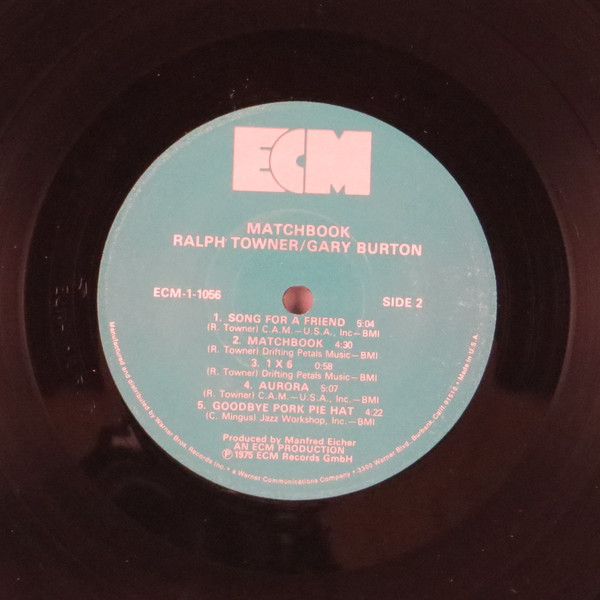 ECM
MATCHBOOK
RALPH TOWNER/GARY BURTON
ECM-1-1056
SIDE 2
1. SONG FOR A FRIEND 5:04
(R. Towner) C.A.M.—U.S.A., Inc—BMI
2. MATCHBOOK 4:30
(R. Towner) Drifting Petals Music—BMI
3. 1 X 6 0:58
(R. Towner) Drifting Petals Music—BMI
4. AURORA 5:07
(R. Towner) C.A.M.—U.S.A., Inc.—BMI
5. GOODBYE PORK PIE HAT 4:22
(C. Mingus) Jazz Workshop, Inc.—BMI
Produced by Manfred Eicher
AN ECM PRODUCTION
Ⓟ 1975 ECM Records GmbH
Manufactured and distributed by Warner Bros. Records Inc. • a Warner Communications Company • 3300 Warner Blvd., Burbank, Calif. 91510 • Made in U.S.A.